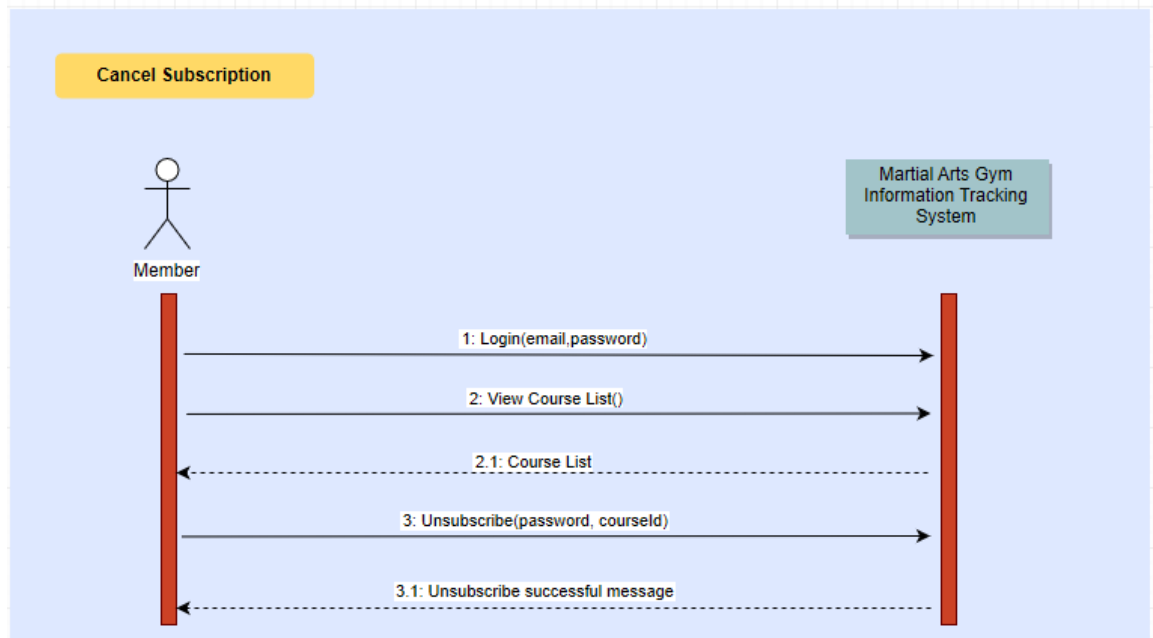 Cancel Subscription
Martial Arts Gym
Information Tracking
System
Member
1: Login(email,password)
2: View Course List()
2.1: Course List
3: Unsubscribe(password, courseId)
3.1: Unsubscribe successful message